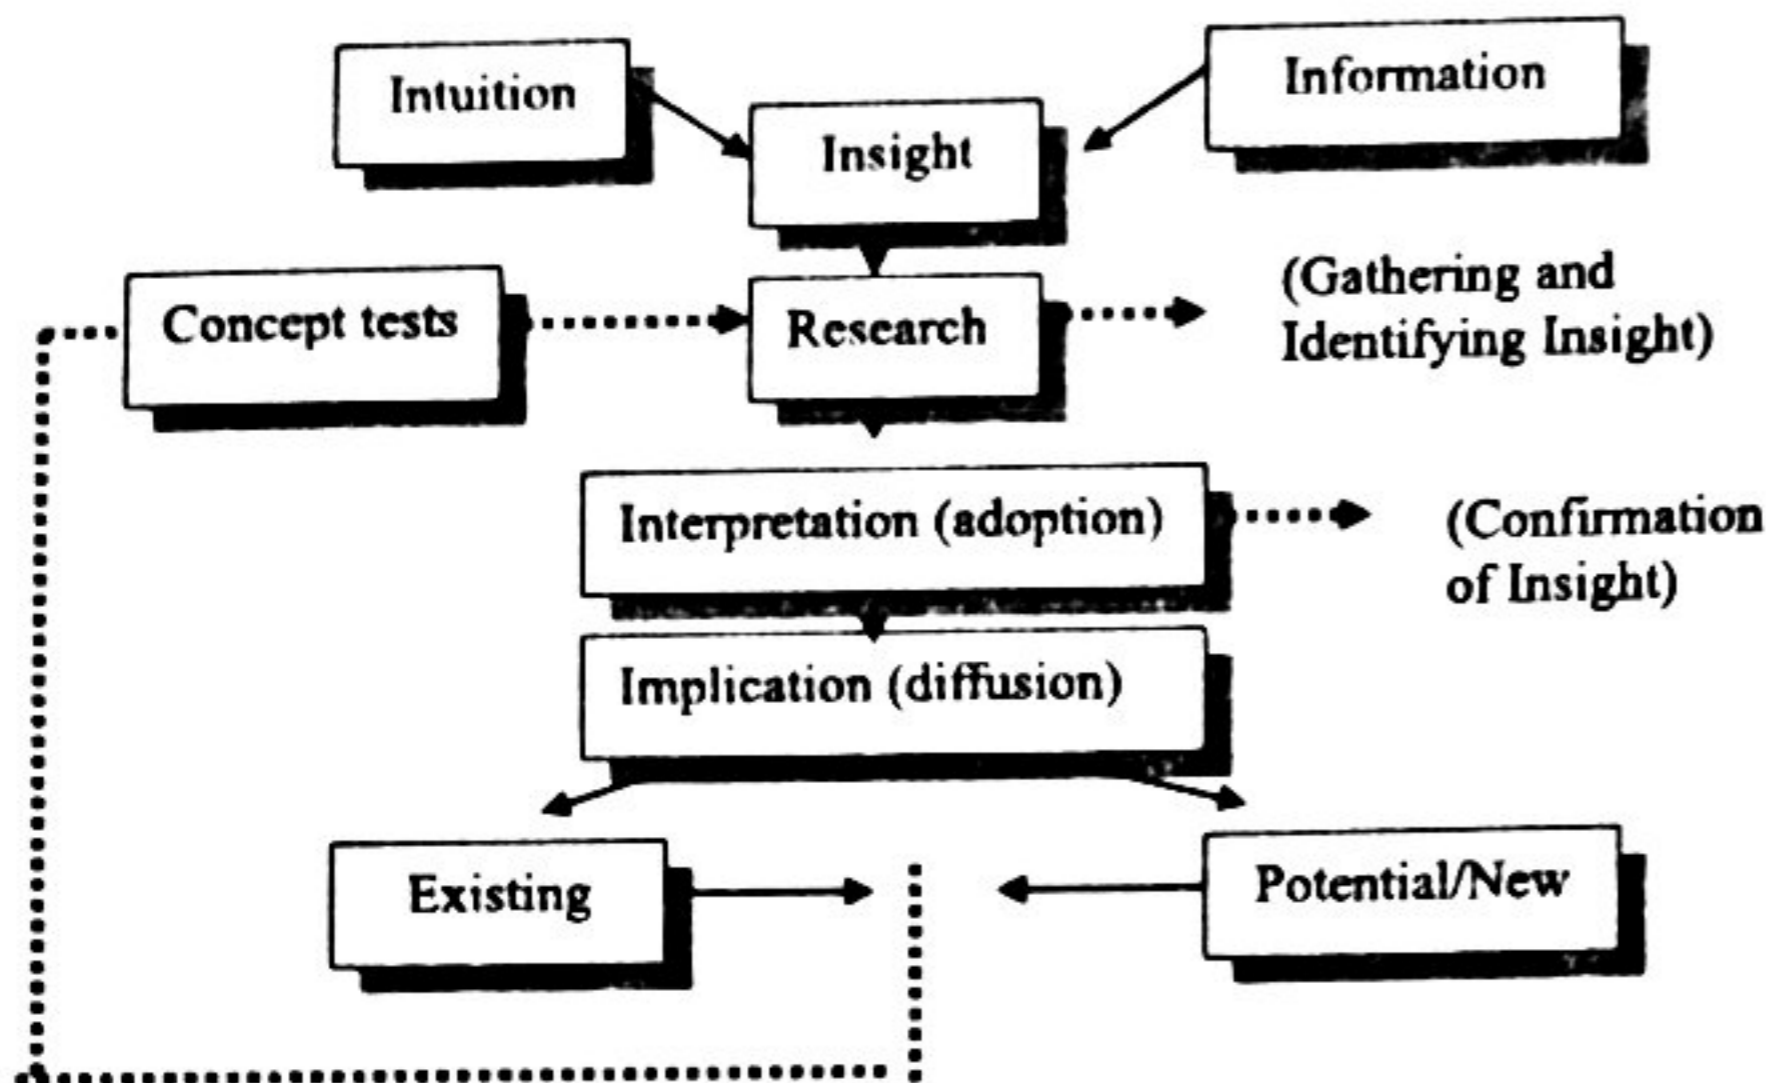 Intuition
Information
Insight
Concept tests
Research
(Gathering and
Identifying Insight)
Interpretation (adoption)
(Confirmation
of Insight)
Implication (diffusion)
Existing
Potential/New